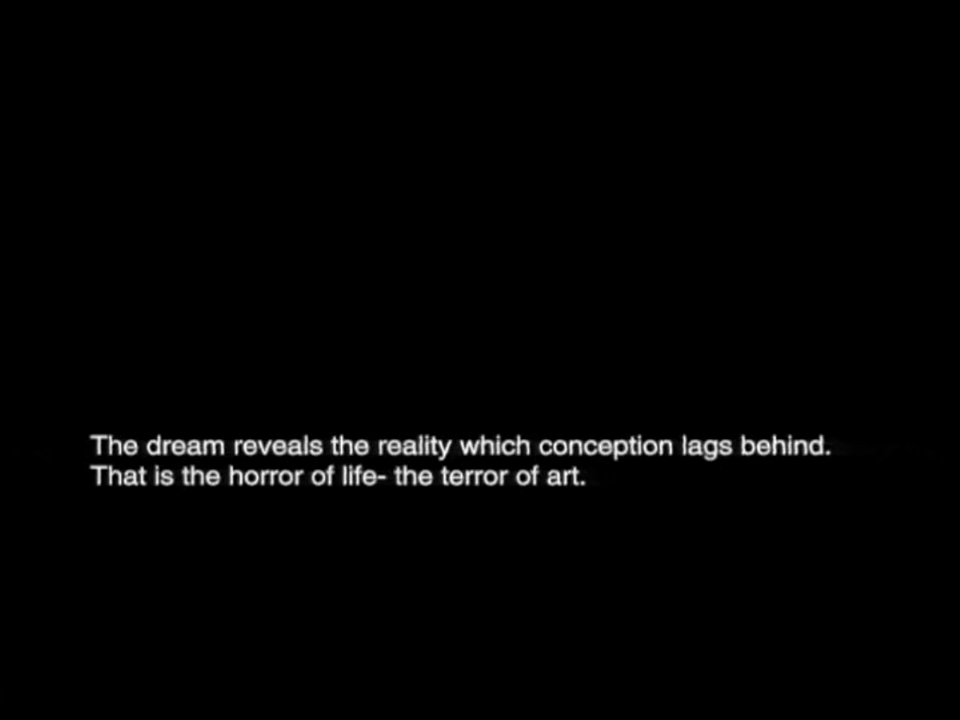 The dream reveals the reality which conception lags behind.
That is the horror of life- the terror of art.